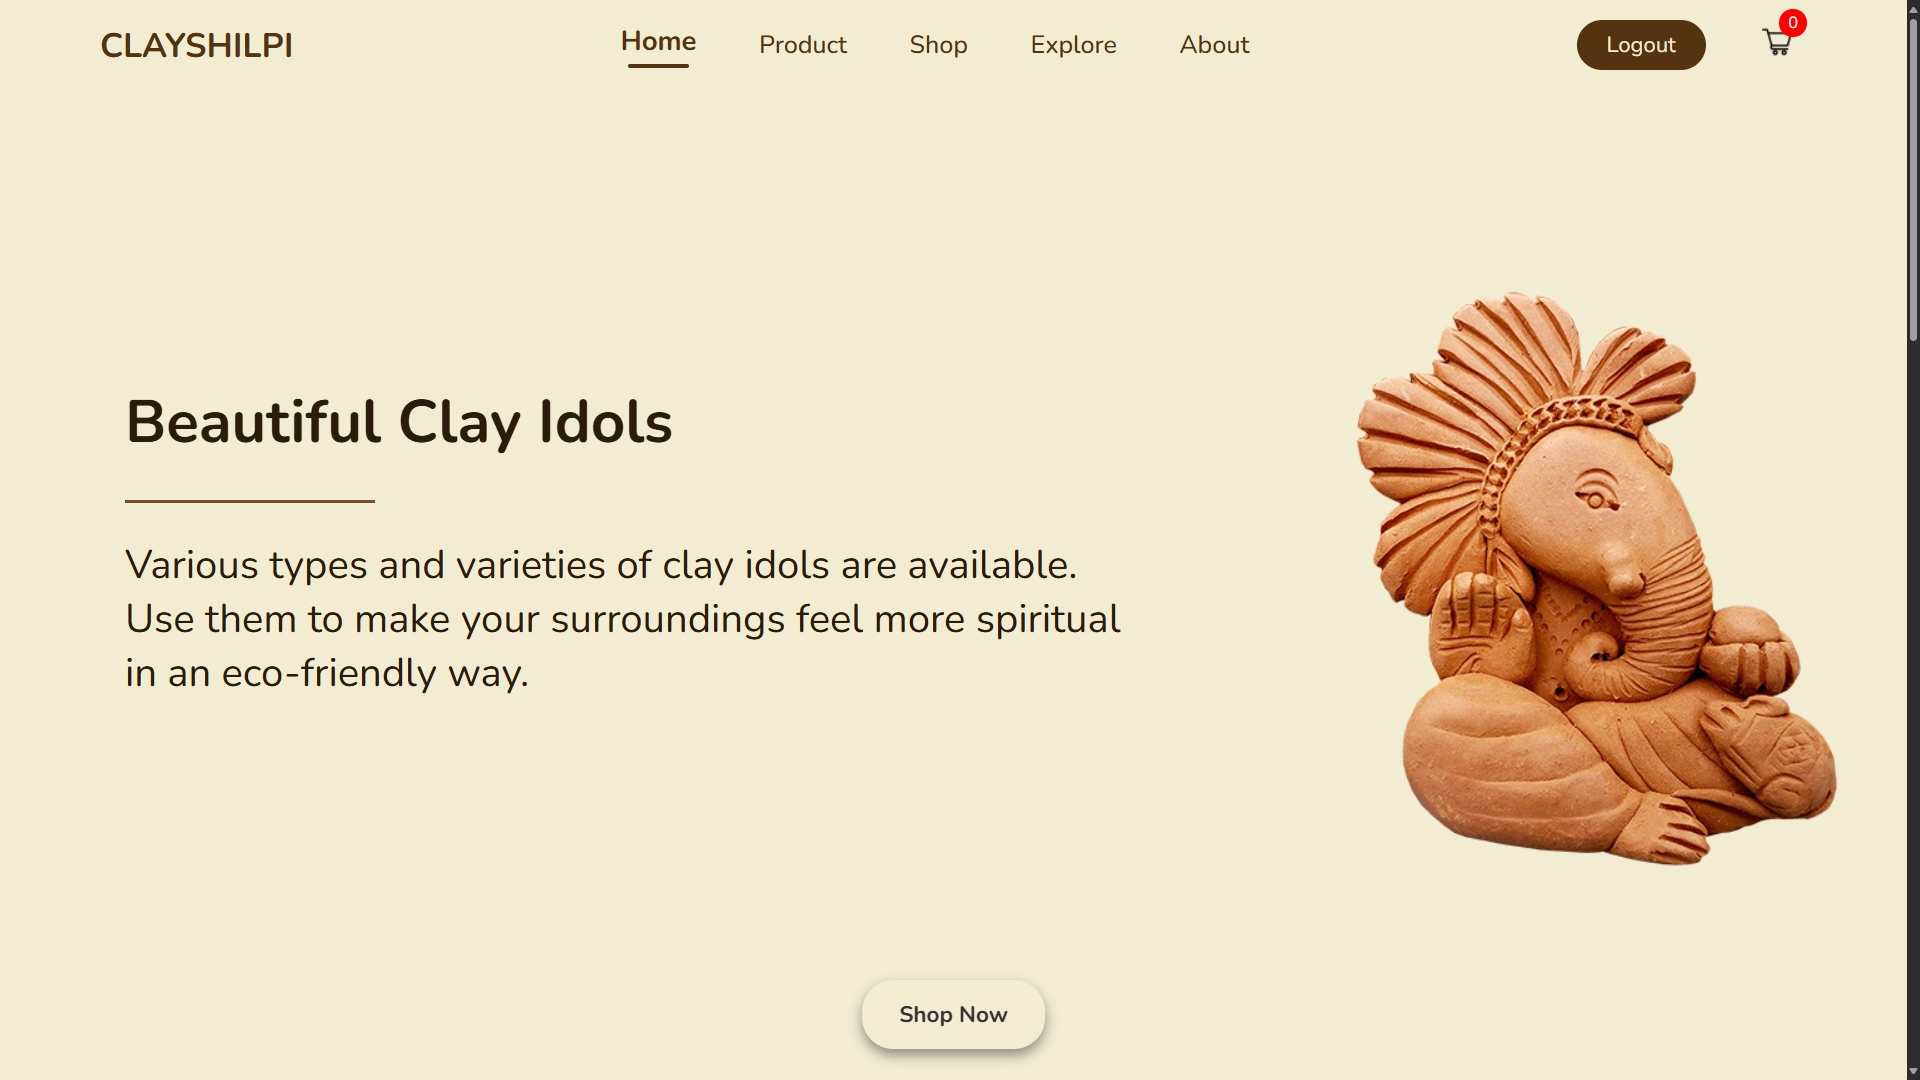 CLAYSHILPI
Home
Product
Shop
Explore
About
Logout
0
Beautiful Clay Idols
Various types and varieties of clay idols are available.
Use them to make your surroundings feel more spiritual
in an eco-friendly way.
Shop Now